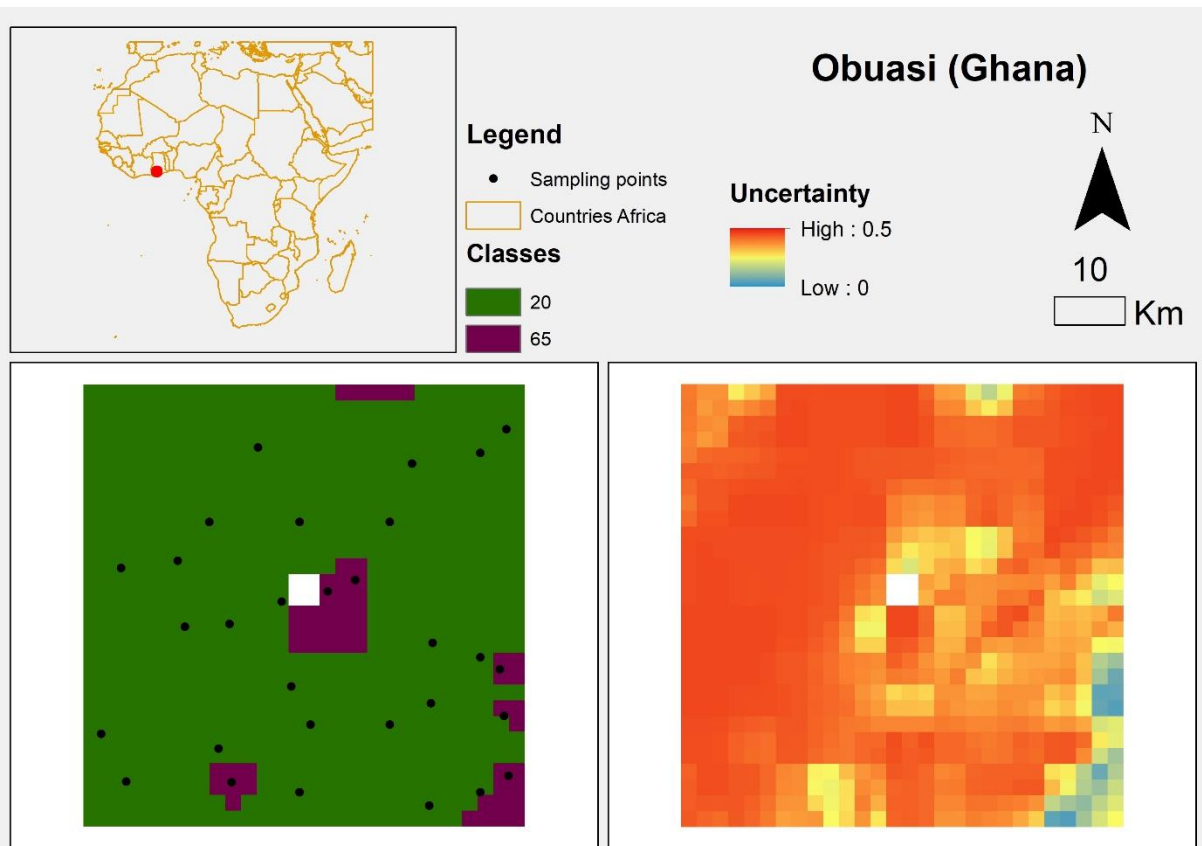 Obuasi (Ghana)
N
10
Km
Legend
Sampling points
Countries Africa
Classes
20
65
Uncertainty
High : 0.5
Low : 0